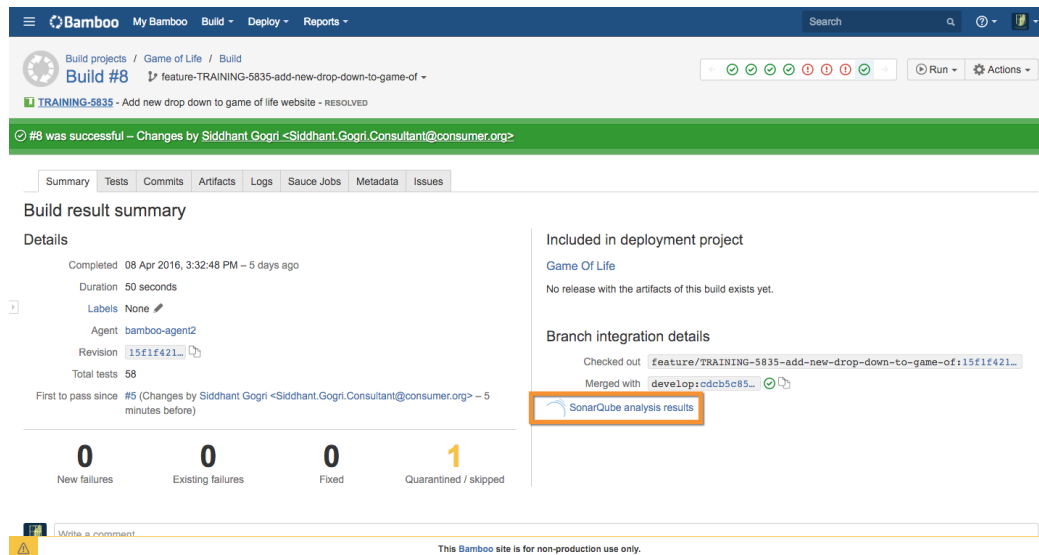 Bamboo My Bamboo Build Deploy Reports Search
Build projects / Game of Life / Build
Build #8 feature-TRAINING-5835-add-new-drop-down-to-game-of
Run Actions
TRAINING-5835 - Add new drop down to game of life website - RESOLVED
#8 was successful – Changes by Siddhant Gogri <Siddhant.Gogri.Consultant@consumer.org>
Summary Tests Commits Artifacts Logs Sauce Jobs Metadata Issues
Build result summary
Details
Completed 08 Apr 2016, 3:32:48 PM – 5 days ago
Duration 50 seconds
Labels None
Agent bamboo-agent2
Revision 15f1f421…
Total tests 58
First to pass since #5 (Changes by Siddhant Gogri <Siddhant.Gogri.Consultant@consumer.org> – 5
minutes before)
0 0 0 1
New failures Existing failures Fixed Quarantined / skipped
Included in deployment project
Game Of Life
No release with the artifacts of this build exists yet.
Branch integration details
Checked out feature/TRAINING-5835-add-new-drop-down-to-game-of:15f1f421…
Merged with develop:cdcb5c85…
SonarQube analysis results
Write a comment
This Bamboo site is for non-production use only.